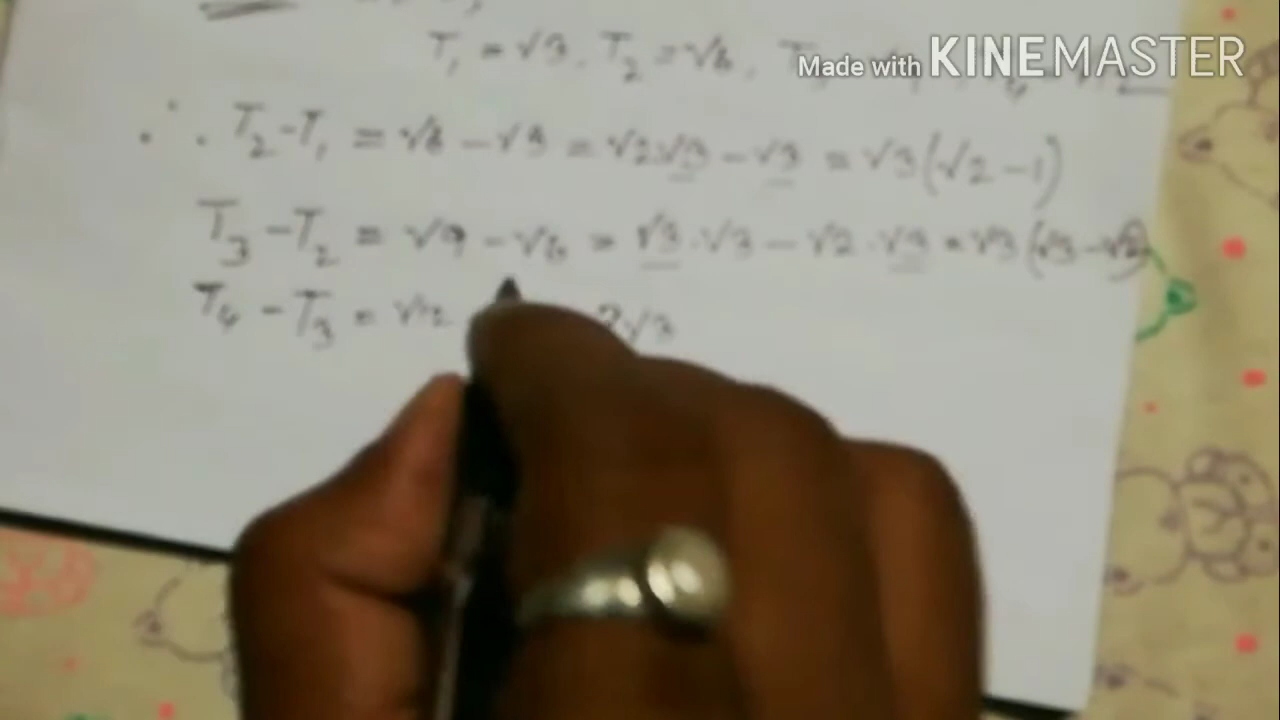 T₁ = √3, T₂ = √6,
Made with KINEMASTER
∴ T₂ - T₁ = √6 - √3 = √2·√3 - √3 = √3(√2 - 1)
T₃ - T₂ = √9 - √6 = √3·√3 - √2·√3 = √3(√3 - √2)
T₄ - T₃ = √12 2√3